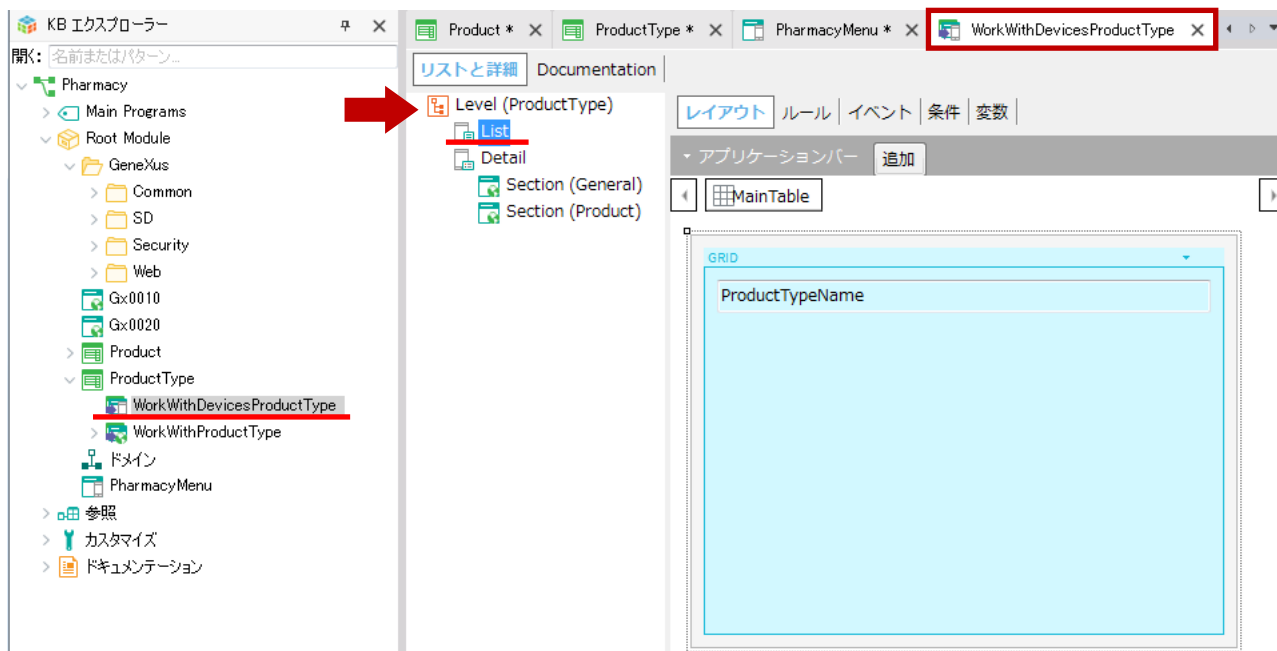 KB エクスプローラー
開く: 名前またはパターン...
Pharmacy
Main Programs
Root Module
GeneXus
Common
SD
Security
Web
Gx0010
Gx0020
Product
ProductType
WorkWithDevicesProductType
WorkWithProductType
ドメイン
PharmacyMenu
参照
カスタマイズ
ドキュメンテーション
Product * ProductType * PharmacyMenu * WorkWithDevicesProductType
リストと詳細 Documentation
Level (ProductType)
List
Detail
Section (General)
Section (Product)
レイアウト ルール イベント 条件 変数
アプリケーションバー 追加
MainTable
GRID
ProductTypeName